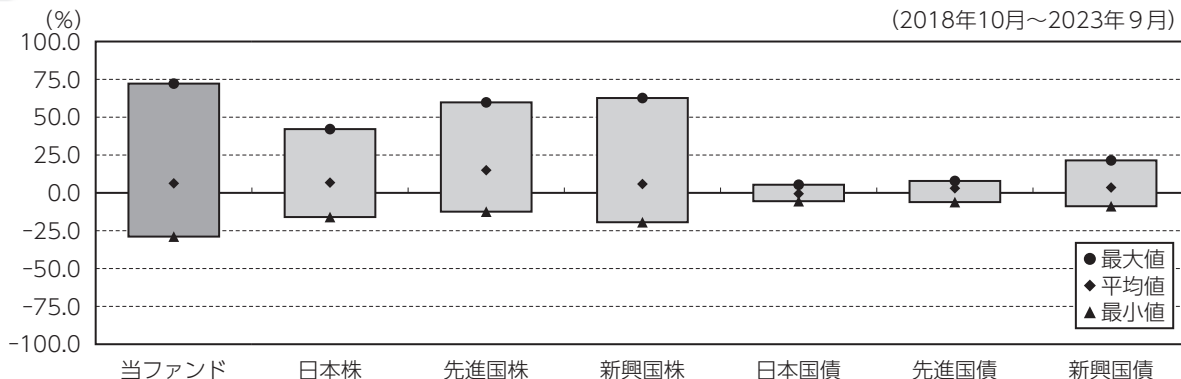 (%)
(2018年10月〜2023年9月)
100.0
75.0
50.0
25.0
0.0
-25.0
-50.0
-75.0
-100.0
●最大値
◆平均値
▲最小値
当ファンド 日本株 先進国株 新興国株 日本国債 先進国債 新興国債